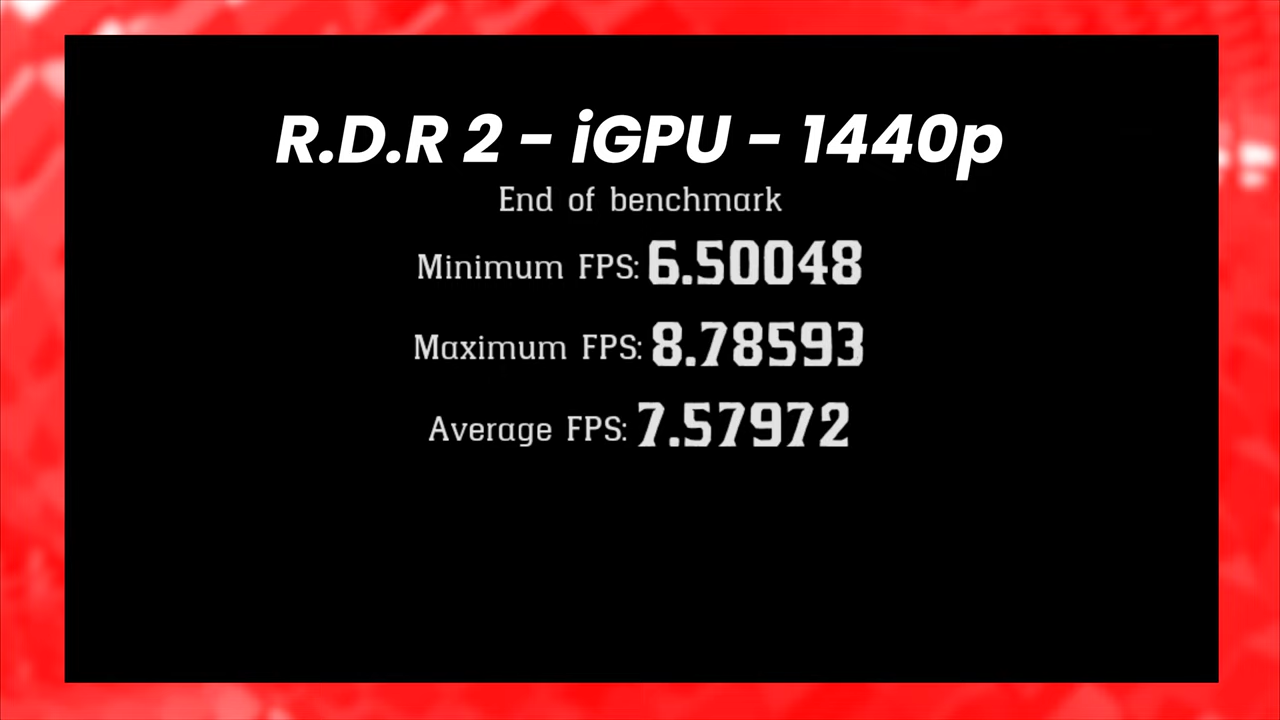 R.D.R 2 - iGPU - 1440p
End of benchmark
Minimum FPS: 6.50048
Maximum FPS: 8.78593
Average FPS: 7.57972